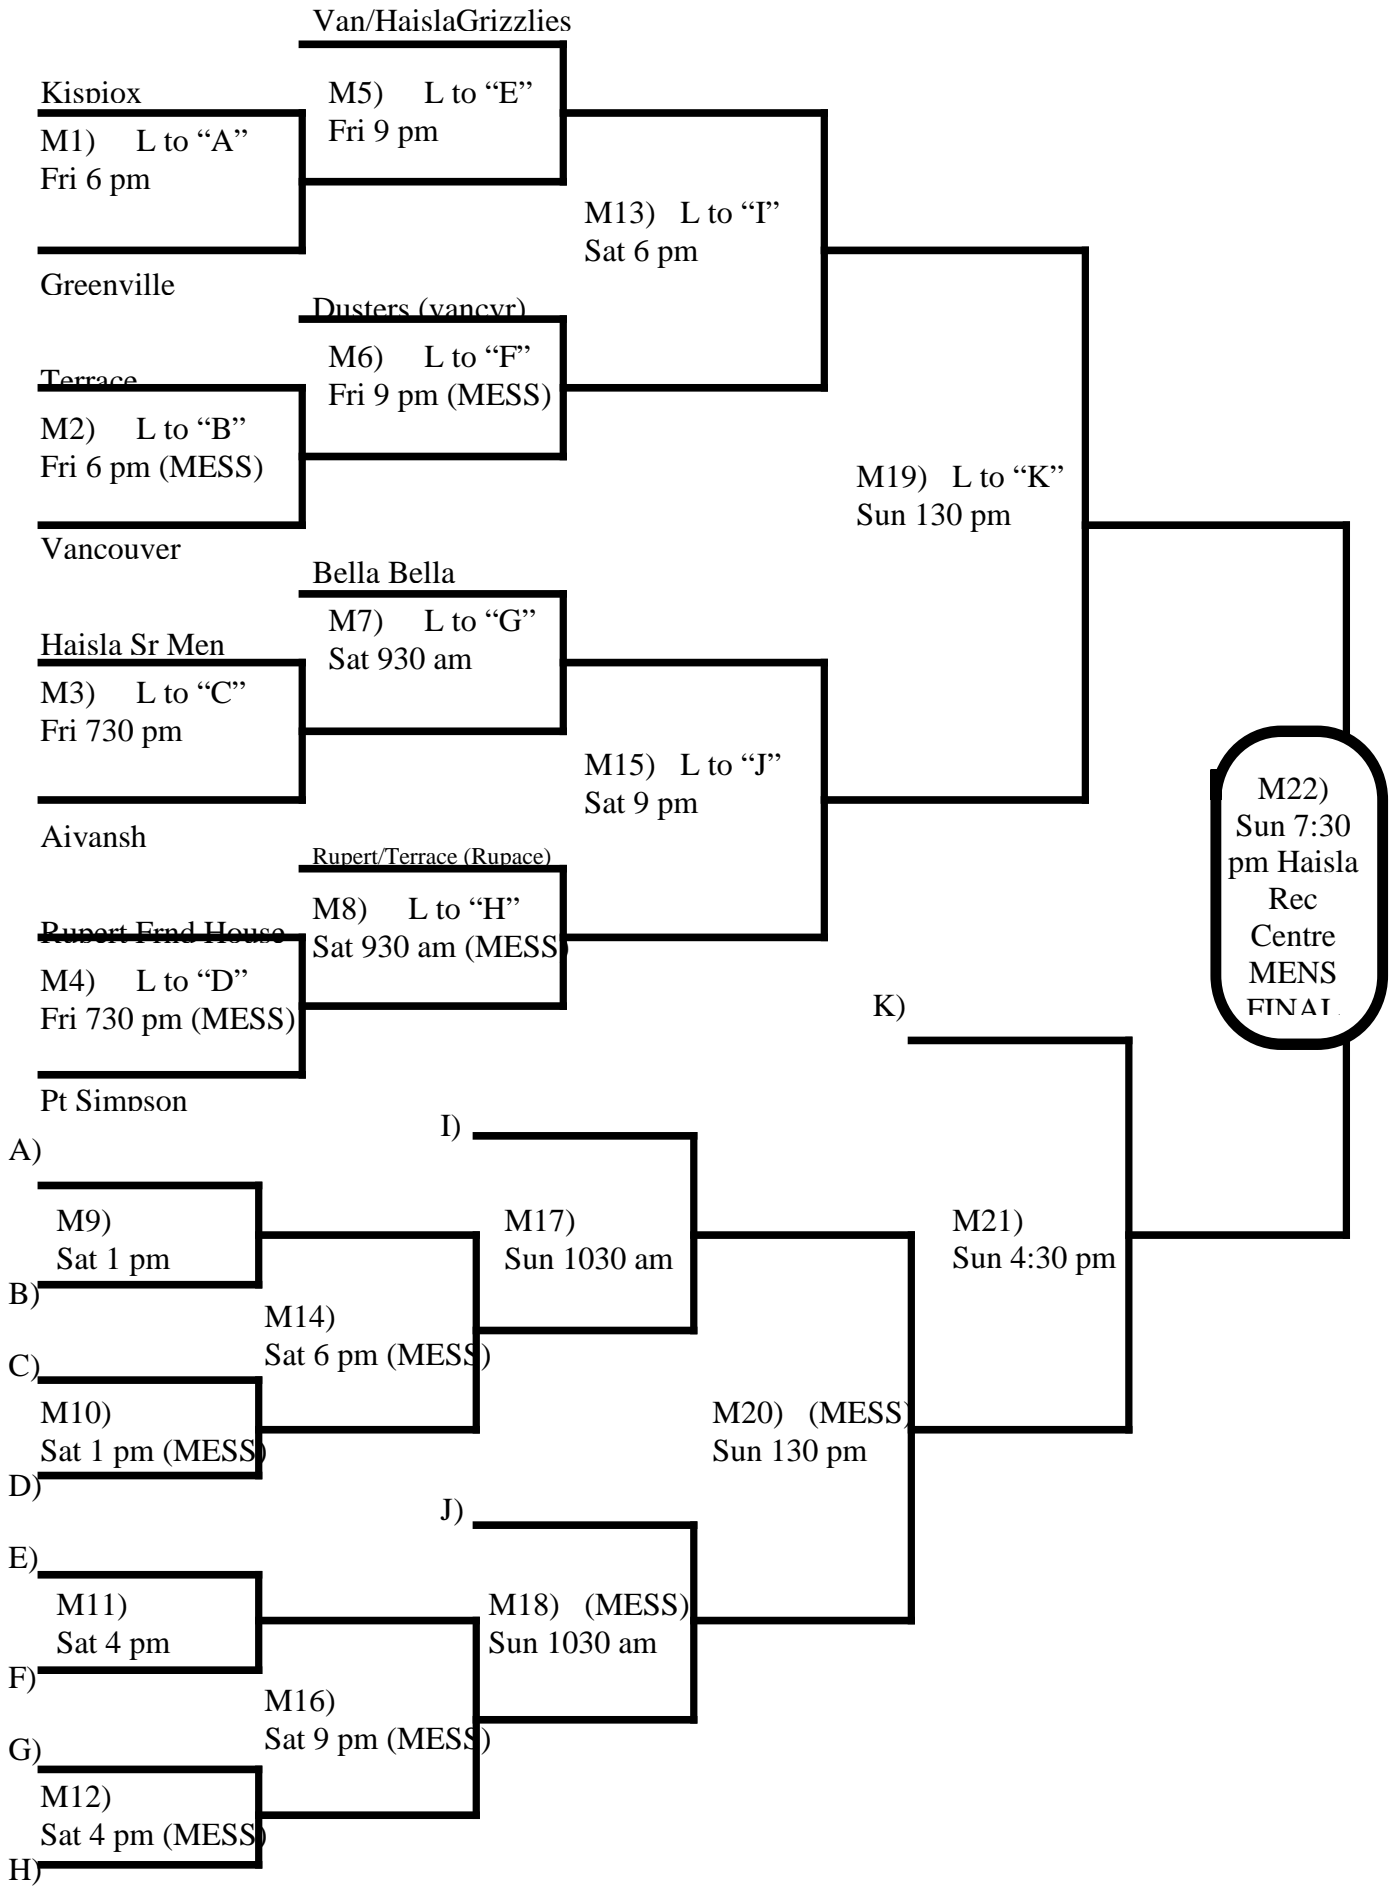 Van/HaislaGrizzlies
Kispiox
M5) L to “E”
Fri 9 pm
M1) L to “A”
Fri 6 pm
M13) L to “I”
Sat 6 pm
Greenville
Dusters (vancvr)
M6) L to “F”
Fri 9 pm (MESS)
Terrace
M2) L to “B”
Fri 6 pm (MESS)
M19) L to “K”
Sun 130 pm
Vancouver
Bella Bella
M7) L to “G”
Sat 930 am
Haisla Sr Men
M3) L to “C”
Fri 730 pm
M15) L to “J”
Sat 9 pm
M22)
Sun 7:30
pm Haisla
Rec
Centre
MENS
FINAL
Aivansh
Rupert/Terrace (Rupace)
M8) L to “H”
Sat 930 am (MESS)
Rupert Frnd House
M4) L to “D”
Fri 730 pm (MESS)
K)
Pt Simpson
I)
A)
M9)
Sat 1 pm
M17)
Sun 1030 am
M21)
Sun 4:30 pm
B)
M14)
Sat 6 pm (MESS)
C)
M10)
Sat 1 pm (MESS)
M20) (MESS)
Sun 130 pm
D)
J)
E)
M11)
Sat 4 pm
M18) (MESS)
Sun 1030 am
F)
M16)
Sat 9 pm (MESS)
G)
M12)
Sat 4 pm (MESS)
H)